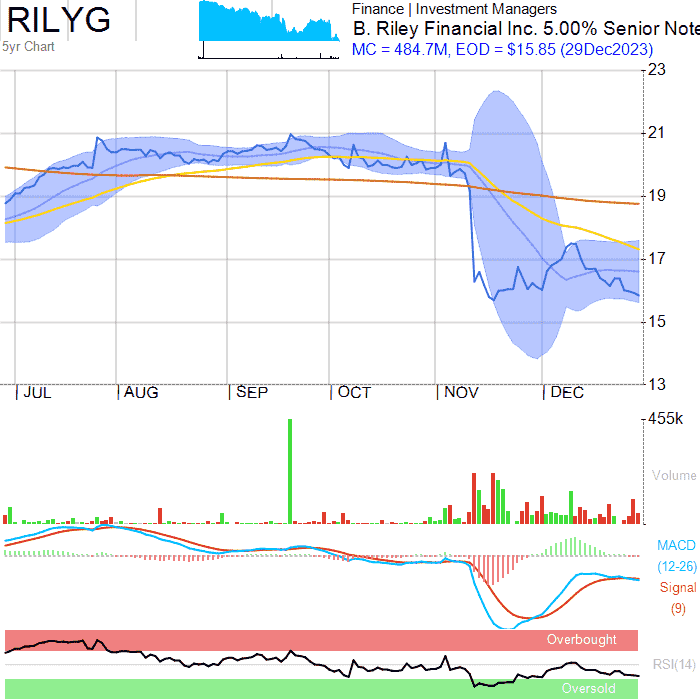 RILYG
5yr Chart
Finance | Investment Managers
B. Riley Financial Inc. 5.00% Senior Note
MC = 484.7M, EOD = $15.85 (29Dec2023)
23
21
19
17
15
13
JUL AUG SEP OCT NOV DEC
455k
Volume
MACD
(12-26)
Signal
(9)
Overbought
RSI(14)
Oversold